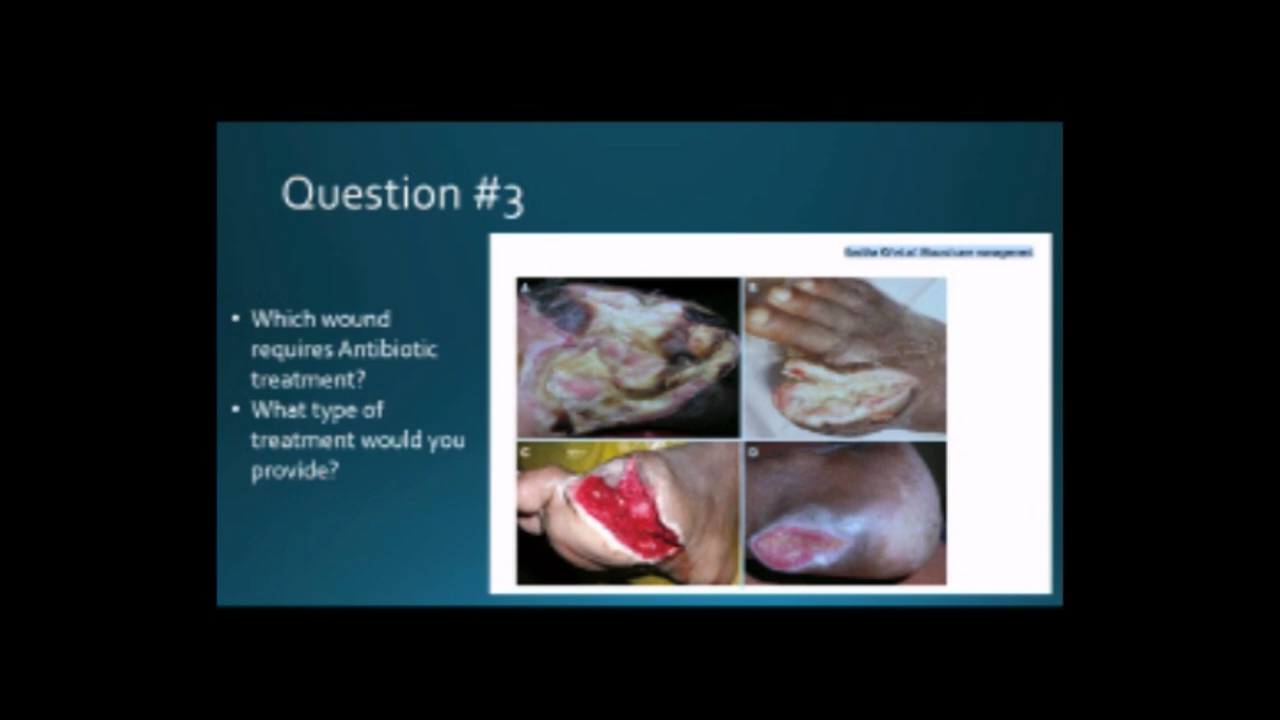 Question #3
• Which wound
requires Antibiotic
treatment?
• What type of
treatment would you
provide?
A
B
C
D